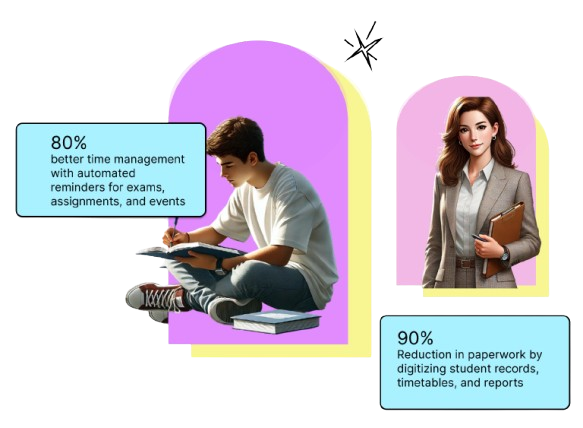 80%
better time management
with automated
reminders for exams,
assignments, and events
90%
Reduction in paperwork by
digitizing student records,
timetables, and reports